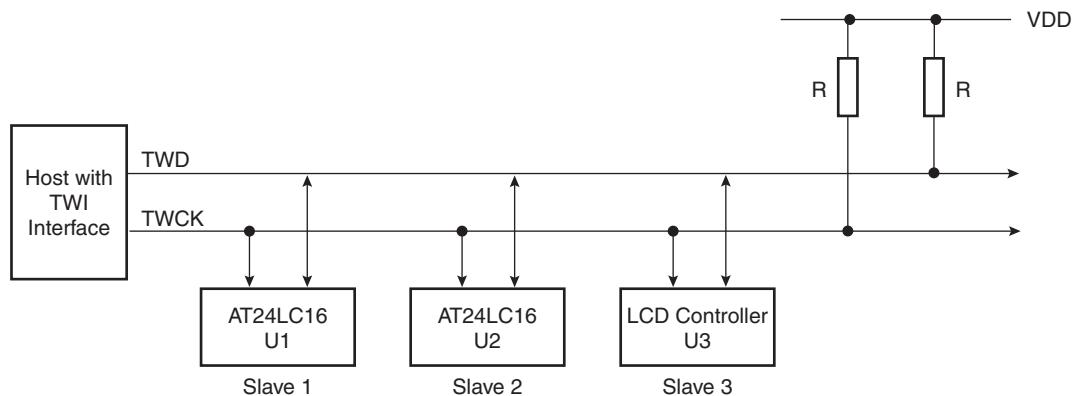 VDD
R
R
Host with
TWI
Interface
TWD
TWCK
AT24LC16
U1
AT24LC16
U2
LCD Controller
U3
Slave 1
Slave 2
Slave 3